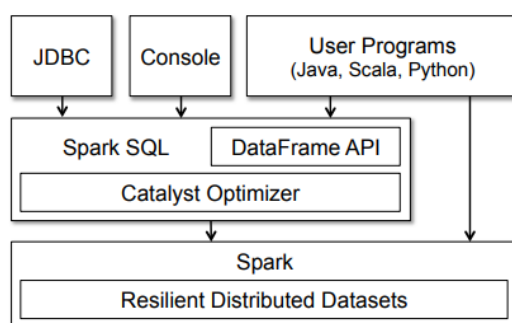 JDBC
Console
User Programs
(Java, Scala, Python)
Spark SQL
DataFrame API
Catalyst Optimizer
Spark
Resilient Distributed Datasets